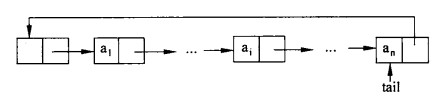 a₁ ... aᵢ ... aₙ
tail